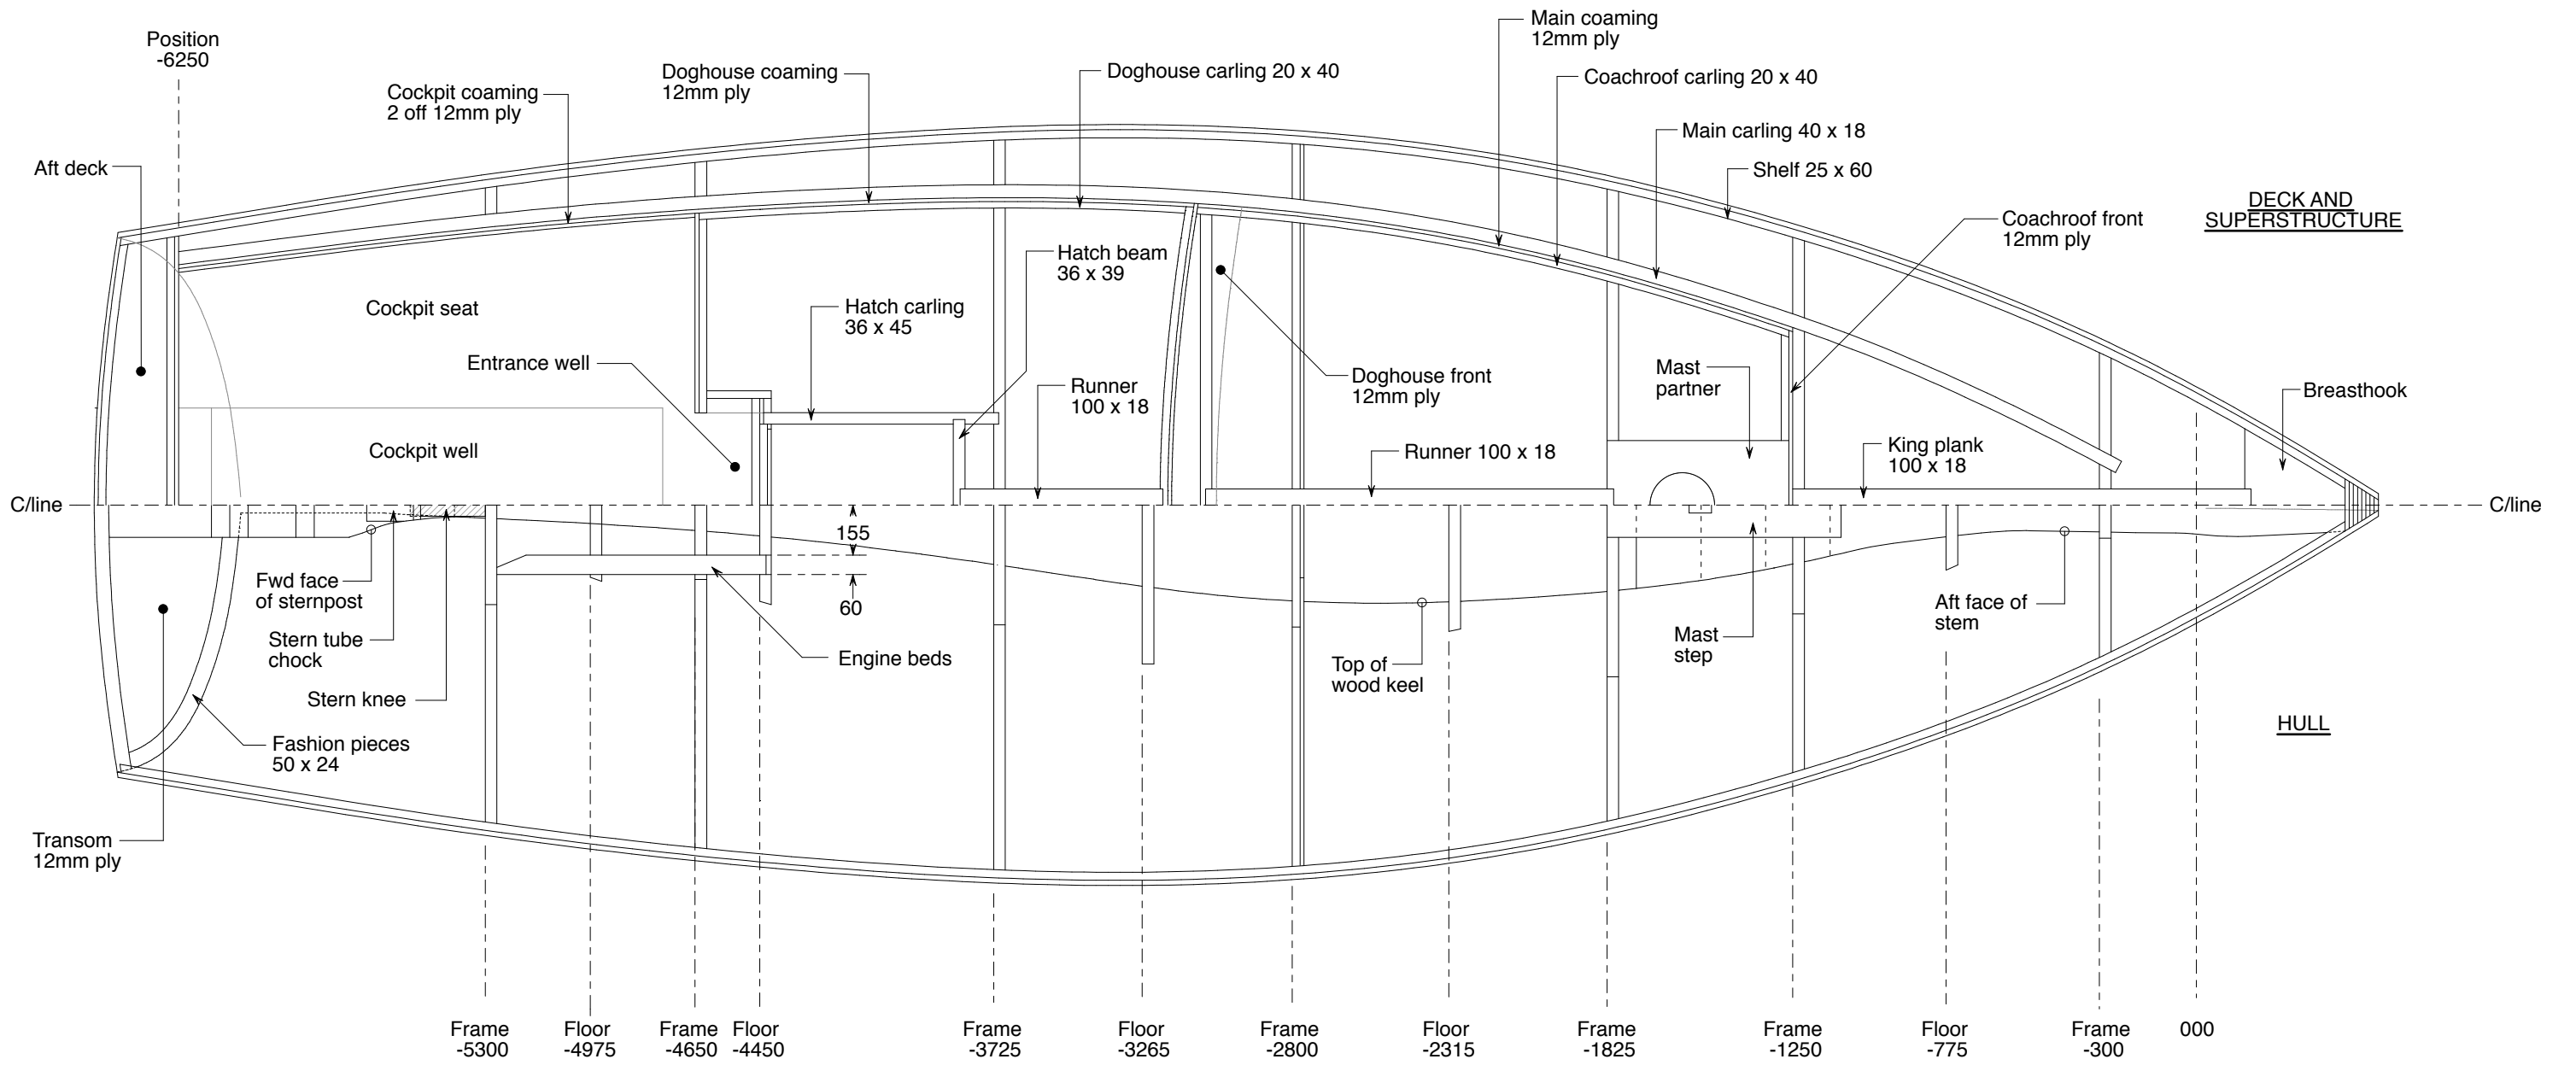 Position
-6250
Aft deck
Cockpit coaming
2 off 12mm ply
Doghouse coaming
12mm ply
Doghouse carling 20 x 40
Main coaming
12mm ply
Coachroof carling 20 x 40
Main carling 40 x 18
Shelf 25 x 60
DECK AND
SUPERSTRUCTURE
Coachroof front
12mm ply
Hatch beam
36 x 39
Cockpit seat
Hatch carling
36 x 45
Entrance well
Runner
100 x 18
Doghouse front
12mm ply
Mast
partner
Breasthook
Cockpit well
Runner 100 x 18
King plank
100 x 18
C/line
C/line
155
60
Fwd face
of sternpost
Stern tube
chock
Stern knee
Engine beds
Fashion pieces
50 x 24
Top of
wood keel
Mast
step
Aft face of
stem
HULL
Transom
12mm ply
Frame
-5300
Floor
-4975
Frame
-4650
Floor
-4450
Frame
-3725
Floor
-3265
Frame
-2800
Floor
-2315
Frame
-1825
Frame
-1250
Floor
-775
Frame
-300
000